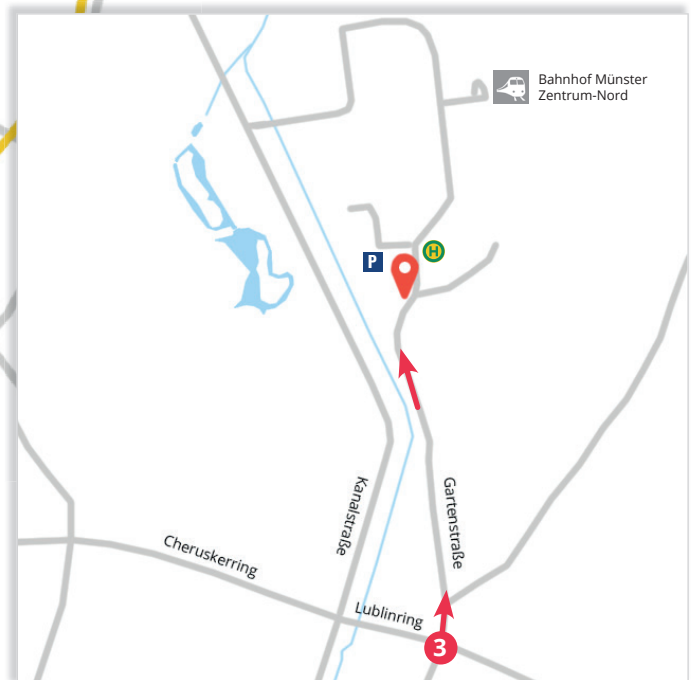 Bahnhof Münster
Zentrum-Nord
H
P
Kanalstraße
Gartenstraße
Cheruskerring
Lublinring
3